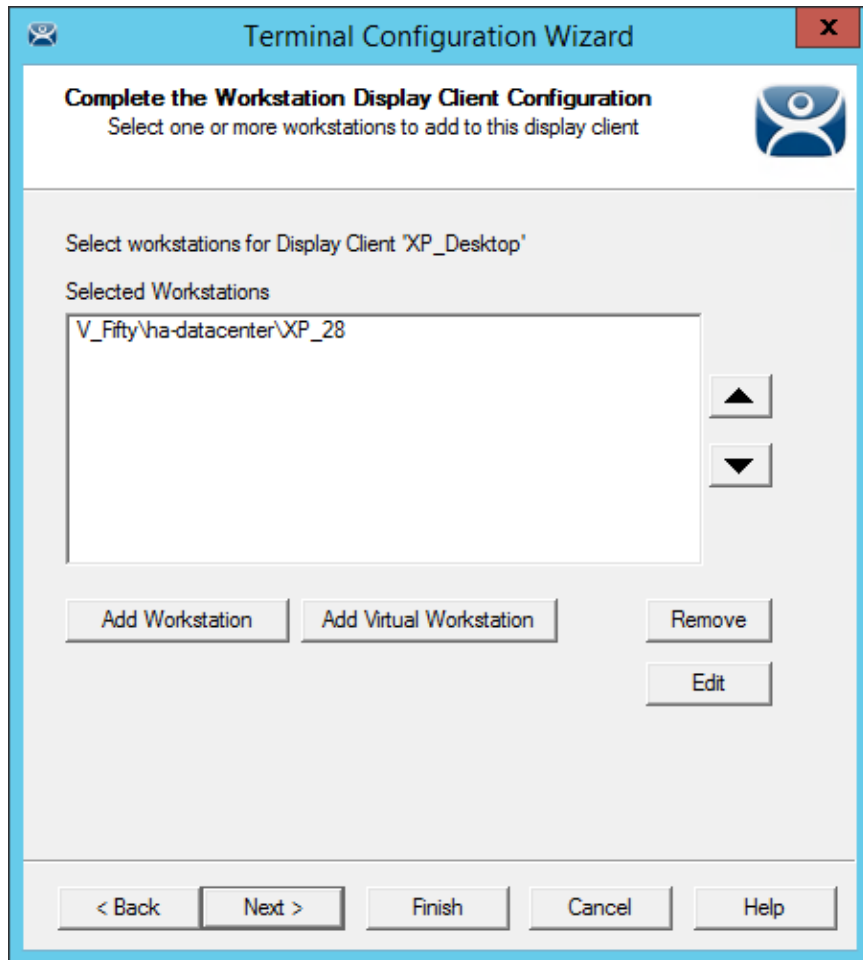 Terminal Configuration Wizard
x
Complete the Workstation Display Client Configuration
Select one or more workstations to add to this display client
Select workstations for Display Client 'XP_Desktop'
Selected Workstations
V_Fifty\ha-datacenter\XP_28
Add Workstation Add Virtual Workstation Remove
Edit
< Back Next > Finish Cancel Help